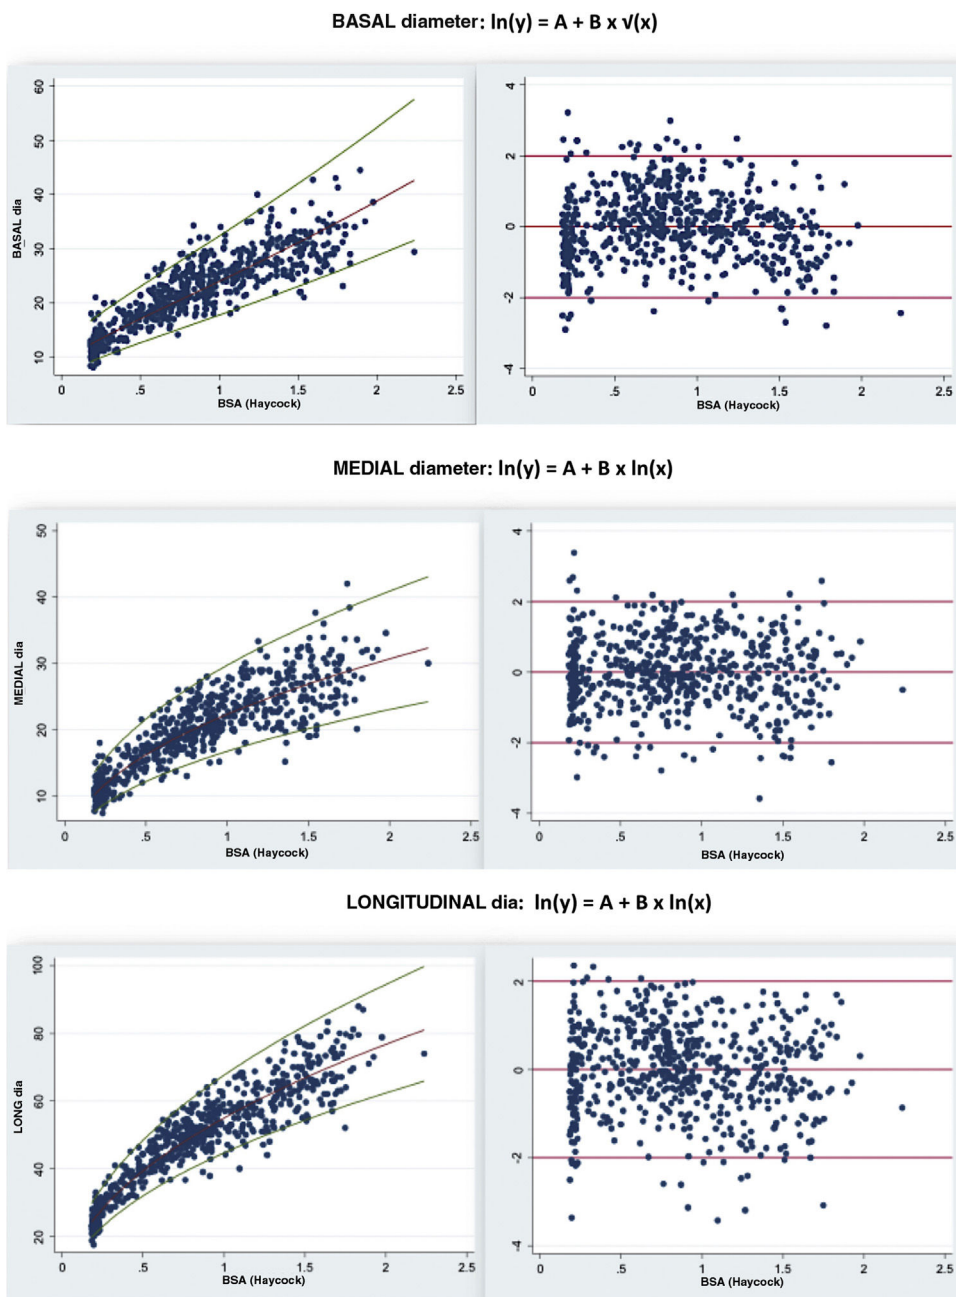 BASAL diameter: ln(y) = A + B x √(x)
60
50
40
30
20
10
BASAL dia
0 .5 1 1.5 2 2.5
BSA (Haycock)
4
2
0
-2
-4
0 .5 1 1.5 2 2.5
BSA (Haycock)
MEDIAL diameter: ln(y) = A + B x ln(x)
50
40
30
20
10
MEDIAL dia
0 .5 1 1.5 2 2.5
BSA (Haycock)
4
2
0
-2
-4
0 .5 1 1.5 2 2.5
BSA (Haycock)
LONGITUDINAL dia: ln(y) = A + B x ln(x)
100
80
60
40
20
LONG dia
0 .5 1 1.5 2 2.5
BSA (Haycock)
2
0
-2
-4
0 .5 1 1.5 2 2.5
BSA (Haycock)